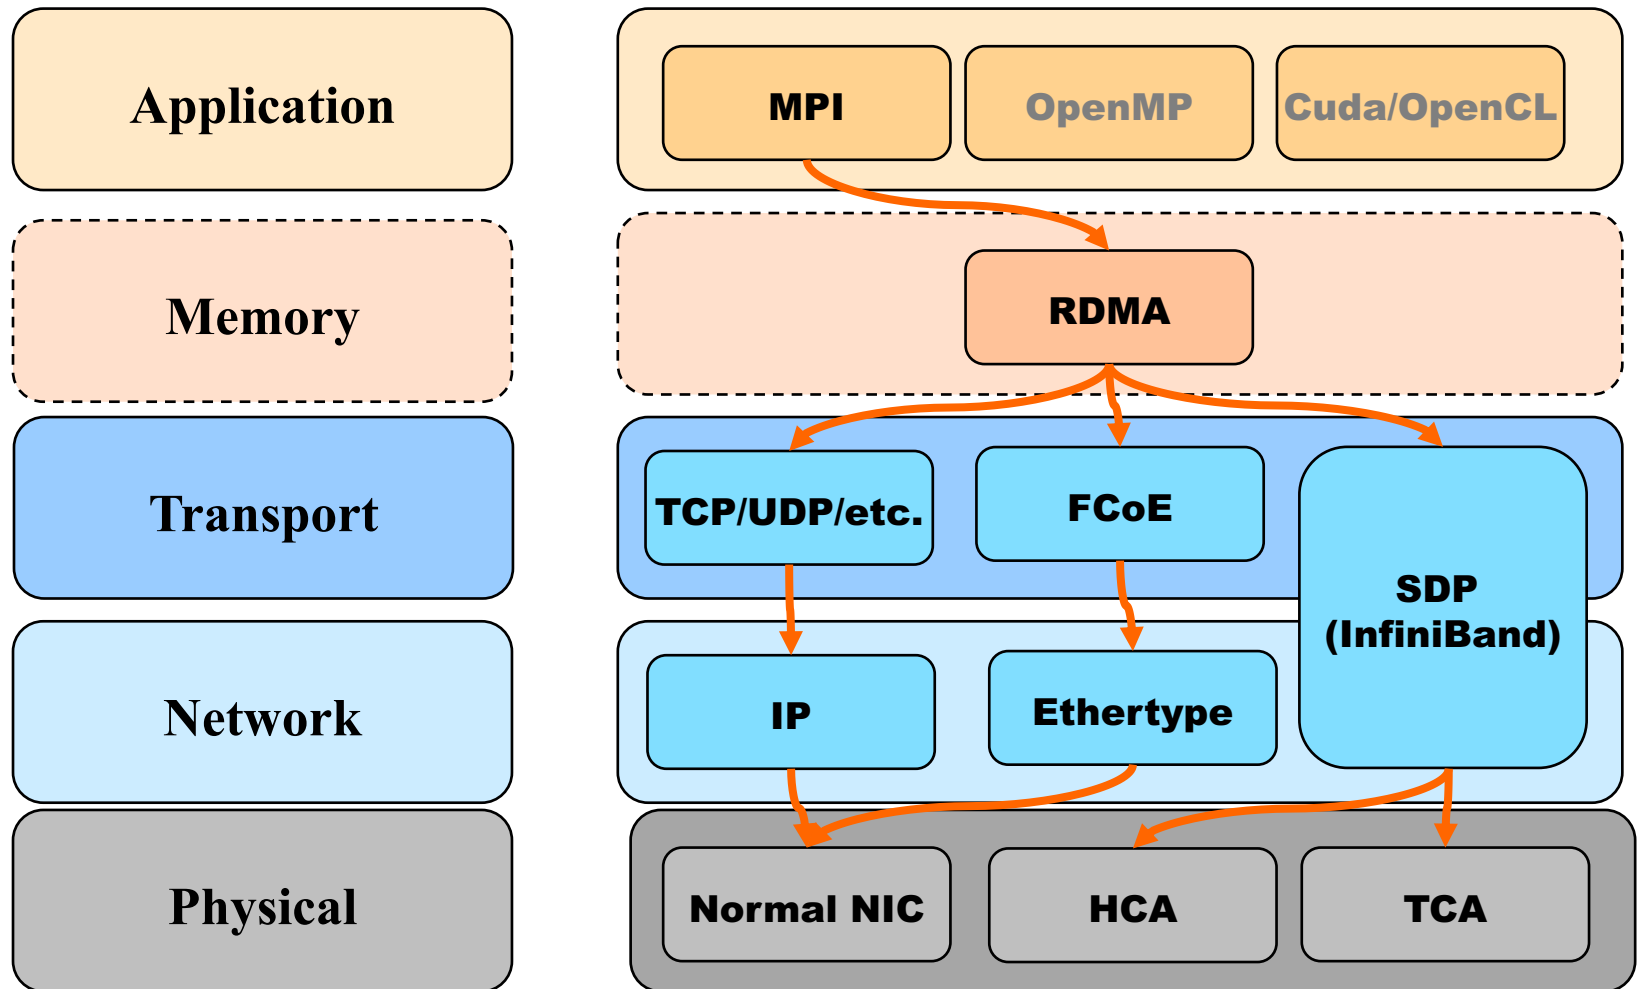 Application
MPI
OpenMP
Cuda/OpenCL
Memory
RDMA
Transport
TCP/UDP/etc.
FCoE
SDP
(InfiniBand)
Network
IP
Ethertype
Physical
Normal NIC
HCA
TCA